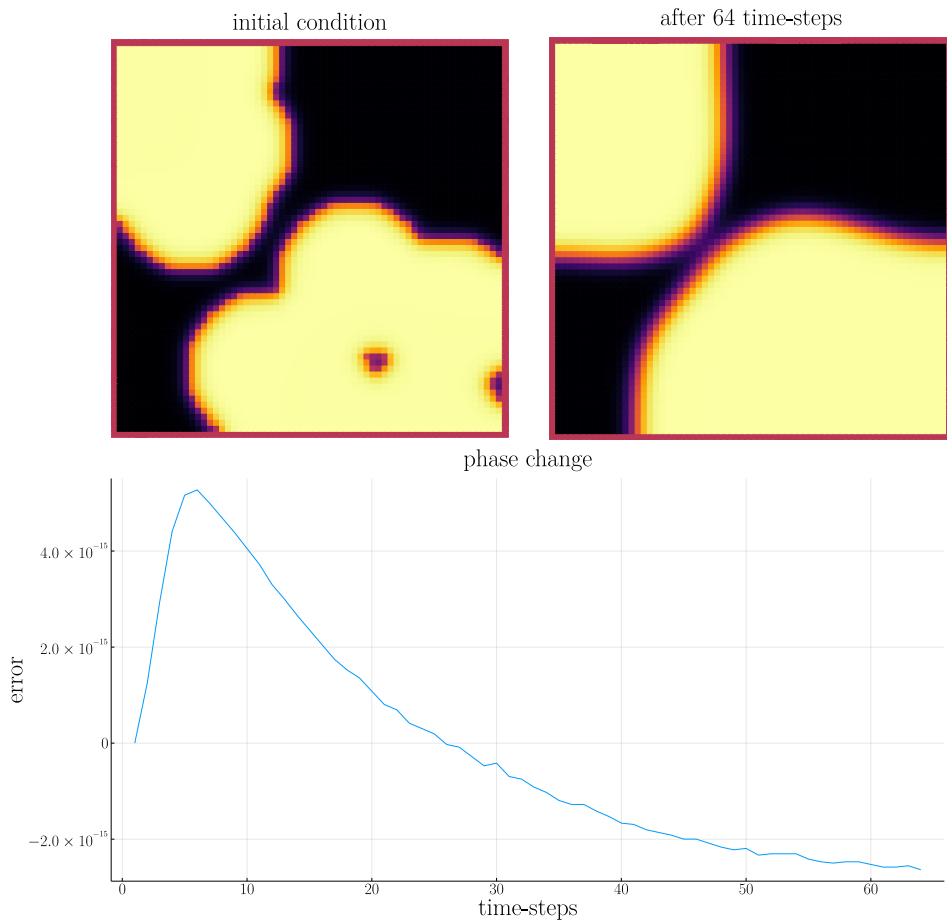 initial condition
after 64 time-steps
phase change
4.0 × 10⁻¹⁵
2.0 × 10⁻¹⁵
0
−2.0 × 10⁻¹⁵
error
0 10 20 30 40 50 60
time-steps